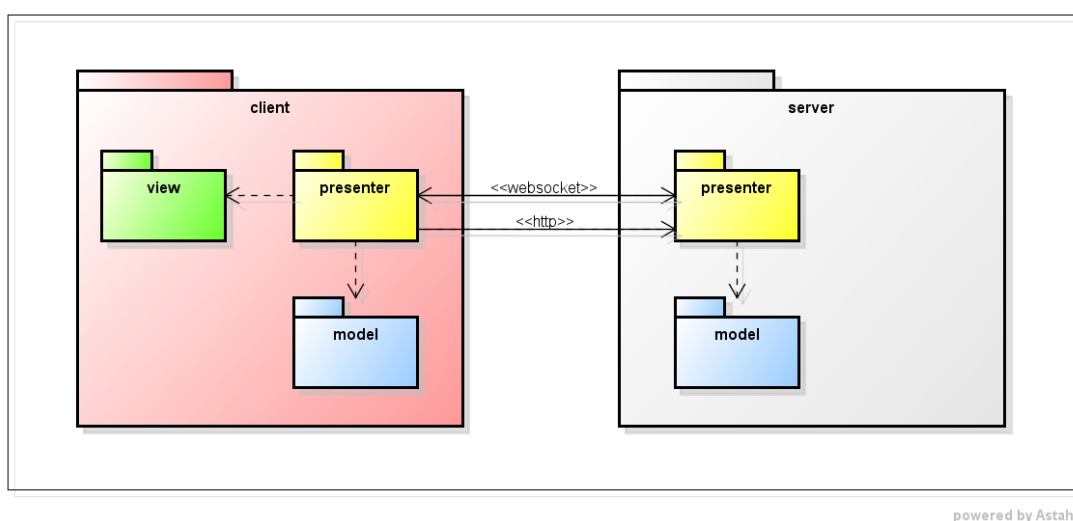 client
server
view
presenter
<<websocket>>
presenter
<<http>>
model
model
powered by Astah